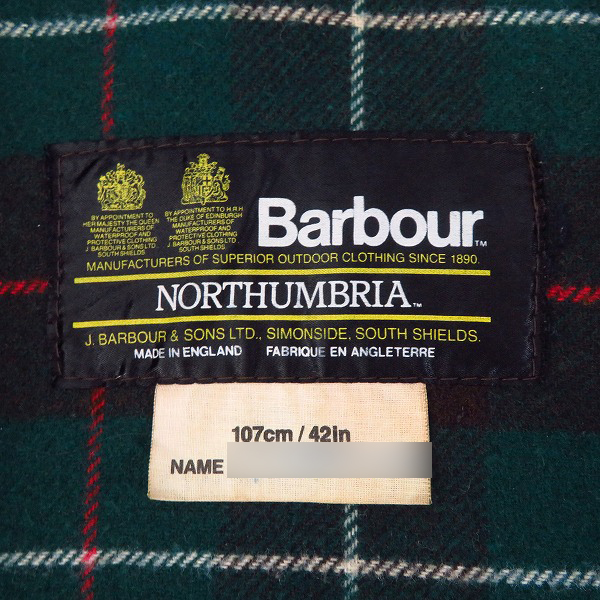 BY APPOINTMENT TO
HER MAJESTY THE QUEEN
MANUFACTURERS OF
WATERPROOF AND
PROTECTIVE CLOTHING
J. BARBOUR & SONS LTD
SOUTH SHIELDS
BY APPOINTMENT TO H.R.H
THE DUKE OF EDINBURGH
MANUFACTURERS OF
WATERPROOF AND
PROTECTIVE CLOTHING
J. BARBOUR & SONS LTD.
SOUTH SHIELDS
Barbour™
MANUFACTURERS OF SUPERIOR OUTDOOR CLOTHING SINCE 1890.
NORTHUMBRIA™
J. BARBOUR & SONS LTD., SIMONSIDE, SOUTH SHIELDS.
MADE IN ENGLAND FABRIQUE EN ANGLETERRE
107cm / 42In
NAME